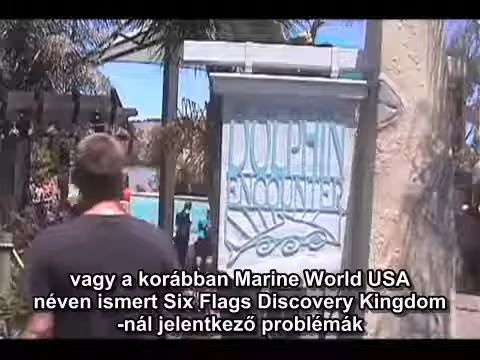 DOLPHIN
ENCOUNTER
vagy a korábban Marine World USA
néven ismert Six Flags Discovery Kingdom
-nál jelentkező problémák